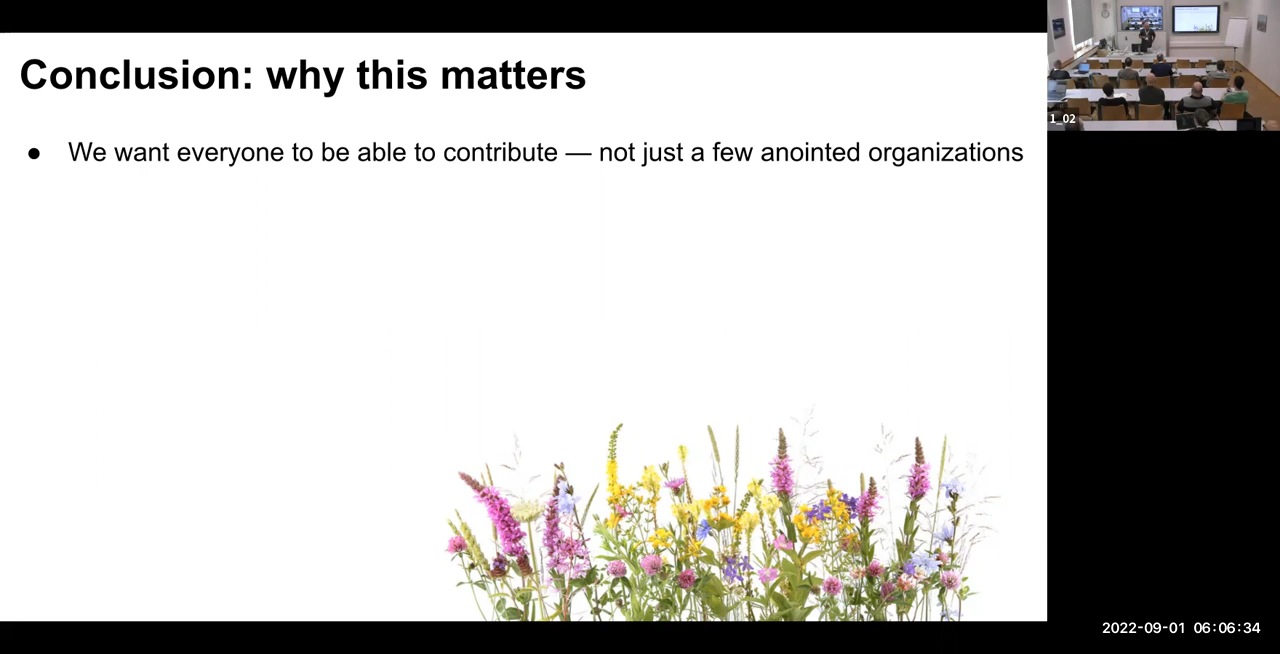 Conclusion: why this matters
● We want everyone to be able to contribute — not just a few anointed organizations
1_02
2022-09-01 06:06:34